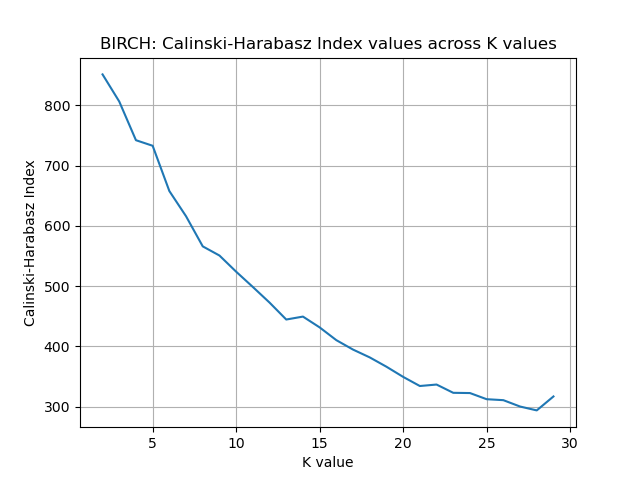 BIRCH: Calinski-Harabasz Index values across K values
Calinski-Harabasz Index
800
700
600
500
400
300
5 10 15 20 25 30
K value